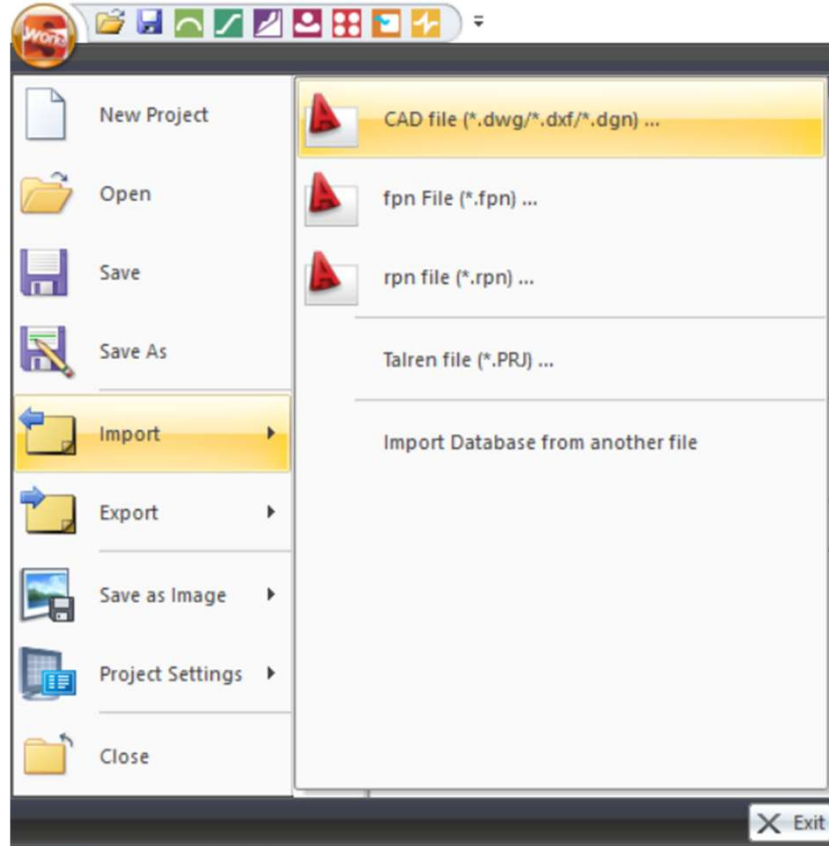 Works
New Project
Open
Save
Save As
Import
Export
Save as Image
Project Settings
Close
CAD file (*.dwg/*.dxf/*.dgn) ...
fpn File (*.fpn) ...
rpn file (*.rpn) ...
Talren file (*.PRJ) ...
Import Database from another file
Exit